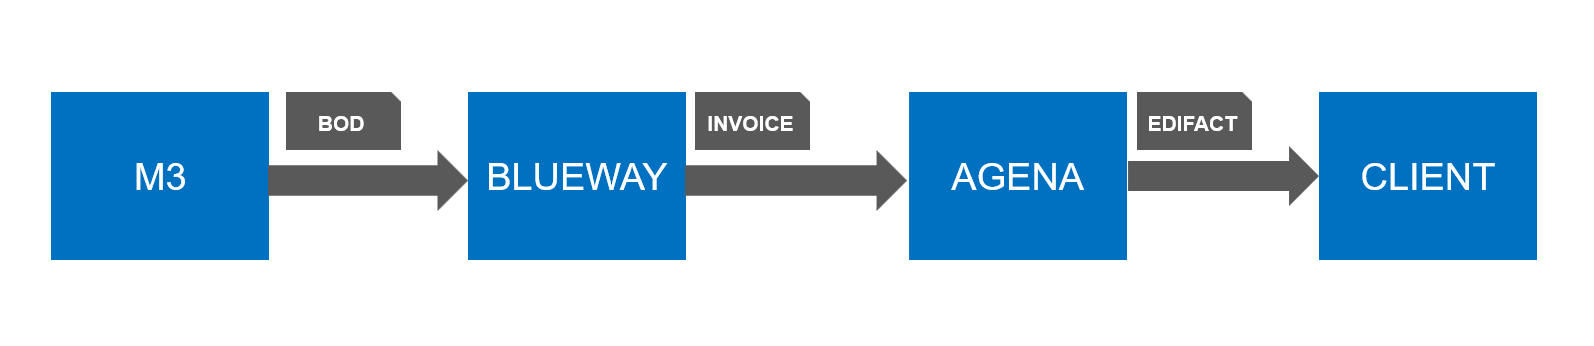 M3
BOD
BLUEWAY
INVOICE
AGENA
EDIFACT
CLIENT